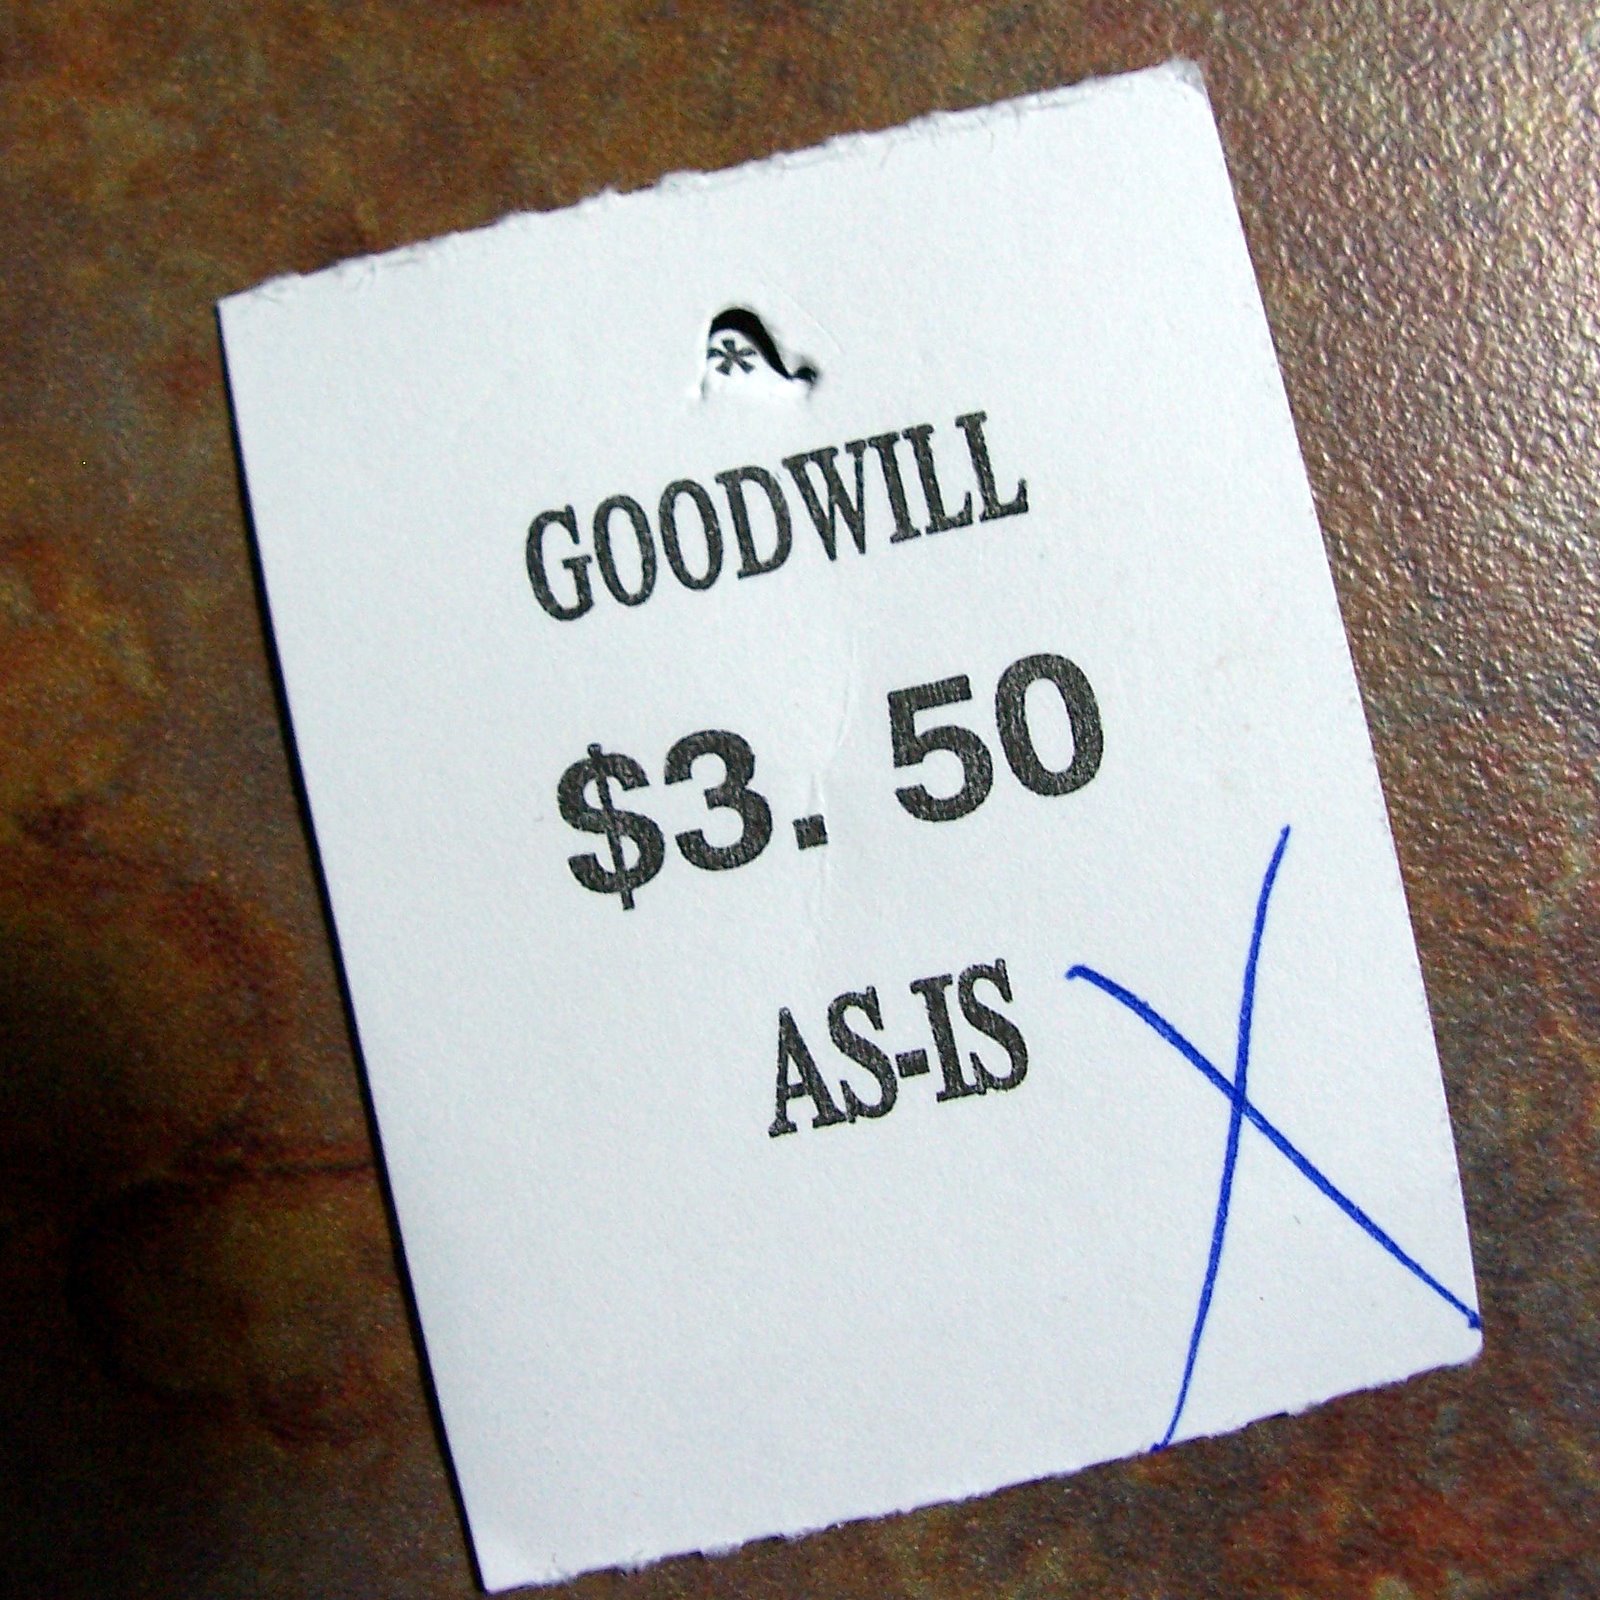 *
GOODWILL
$3.50
AS-IS
X